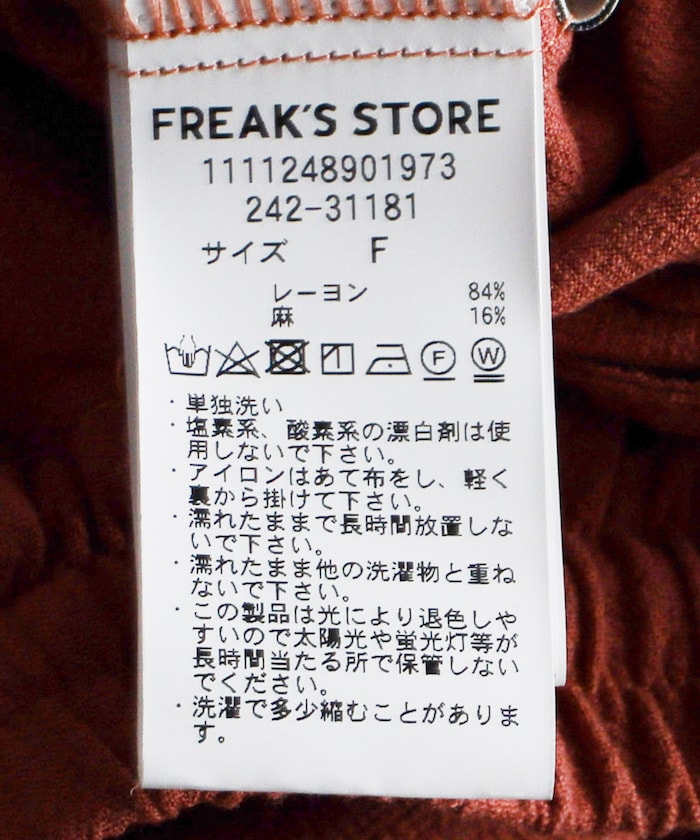 FREAK'S STORE
1111248901973
242-31181
サイズ F
レーヨン 84%
麻 16%
F W
・単独洗い
・塩素系、酸素系の漂白剤は使
用しないで下さい。
・アイロンはあて布をし、軽く
裏から掛けて下さい。
・濡れたままで長時間放置しな
いで下さい。
・濡れたまま他の洗濯物と重ね
ないで下さい。
・この製品は光により退色しや
すいので太陽光や蛍光灯等が
長時間当たる所で保管しない
でください。
・洗濯で多少縮むことがありま
す。